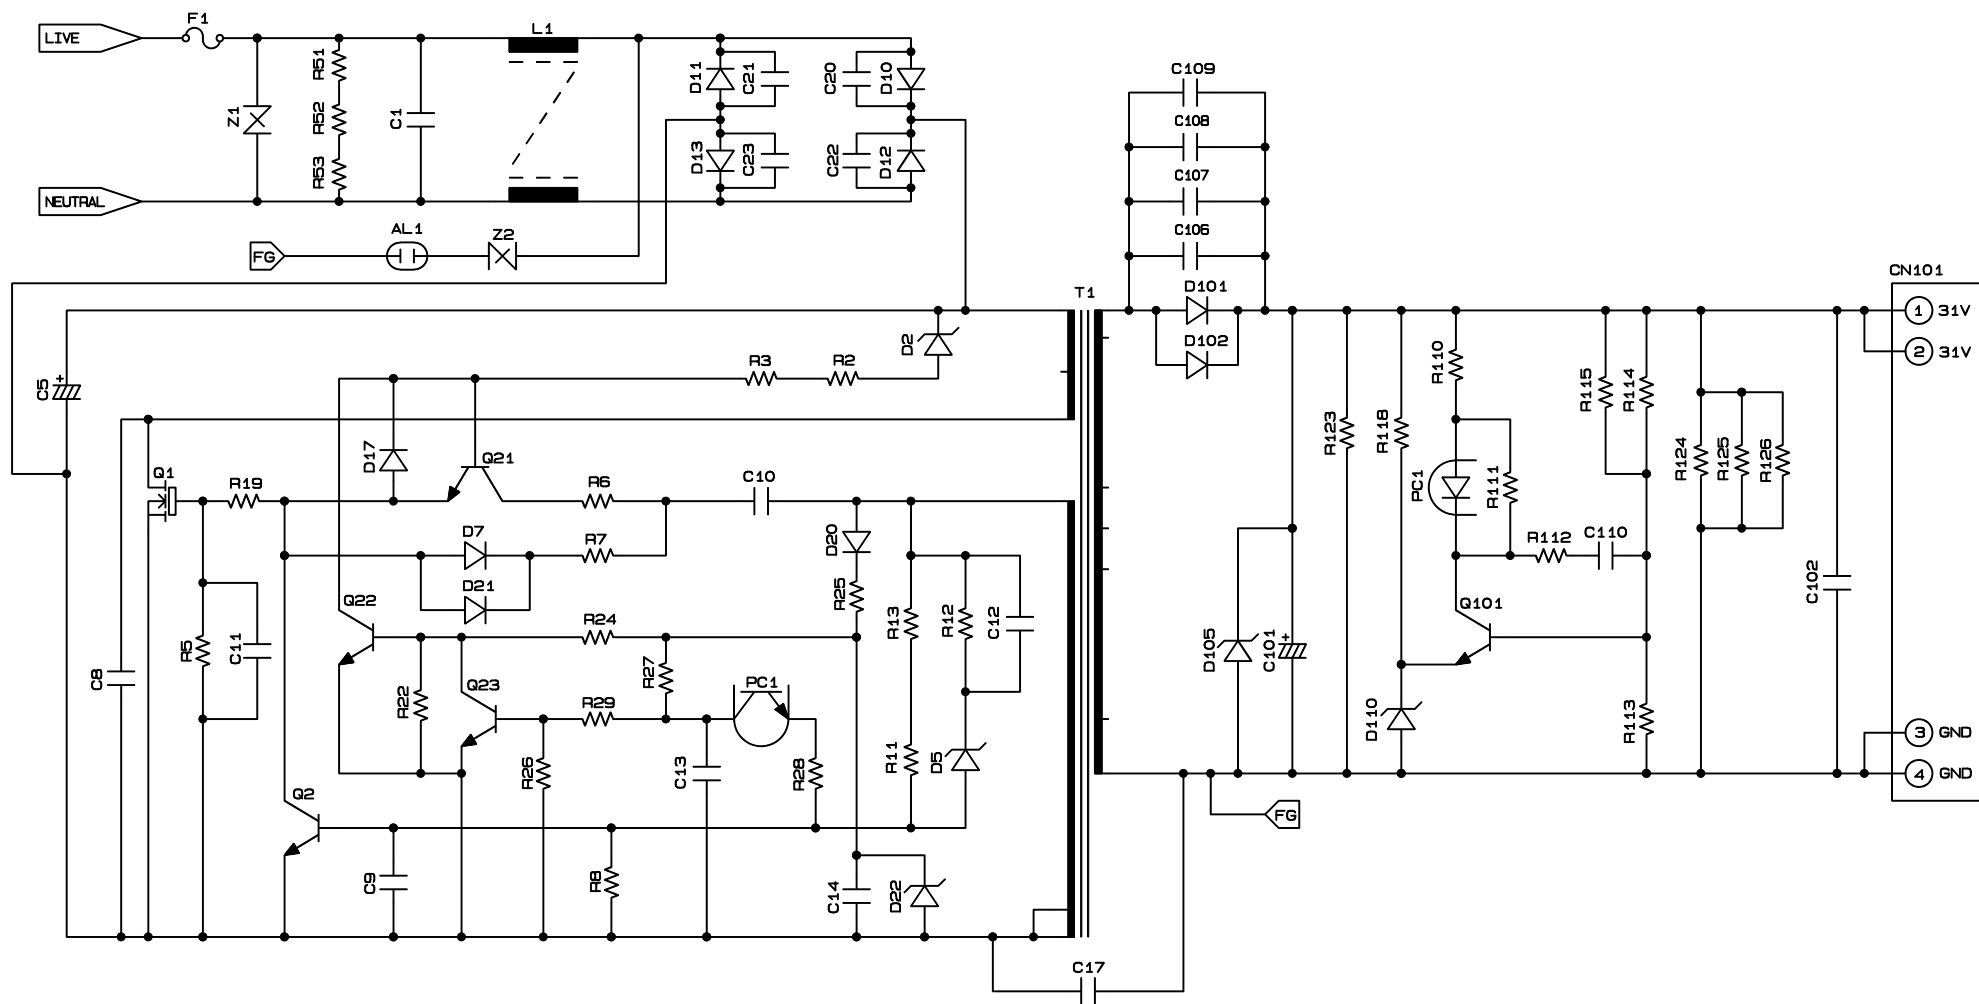 LIVE
F1
L1
Z1
R51
R52
R53
C1
D11
C21
C20
D10
D13
C23
C22
D12
NEUTRAL
FG
AL1
Z2
C109
C108
C107
C106
D101
D102
T1
CN101
1 31V
2 31V
C5
+
D2
R3
R2
D17
Q21
Q1
R19
R6
C10
D7
R7
D21
D20
R25
Q22
R24
R13
R12
C12
R5
C11
C8
R22
Q23
R27
R29
PC1
R26
C13
R28
R11
D5
Q2
C9
R8
C14
D22
C17
R123
R118
R110
PC1
R111
R112
C110
R115
R114
R124
R125
R126
C102
Q101
D105
C101
+
D110
R113
3 GND
4 GND
FG